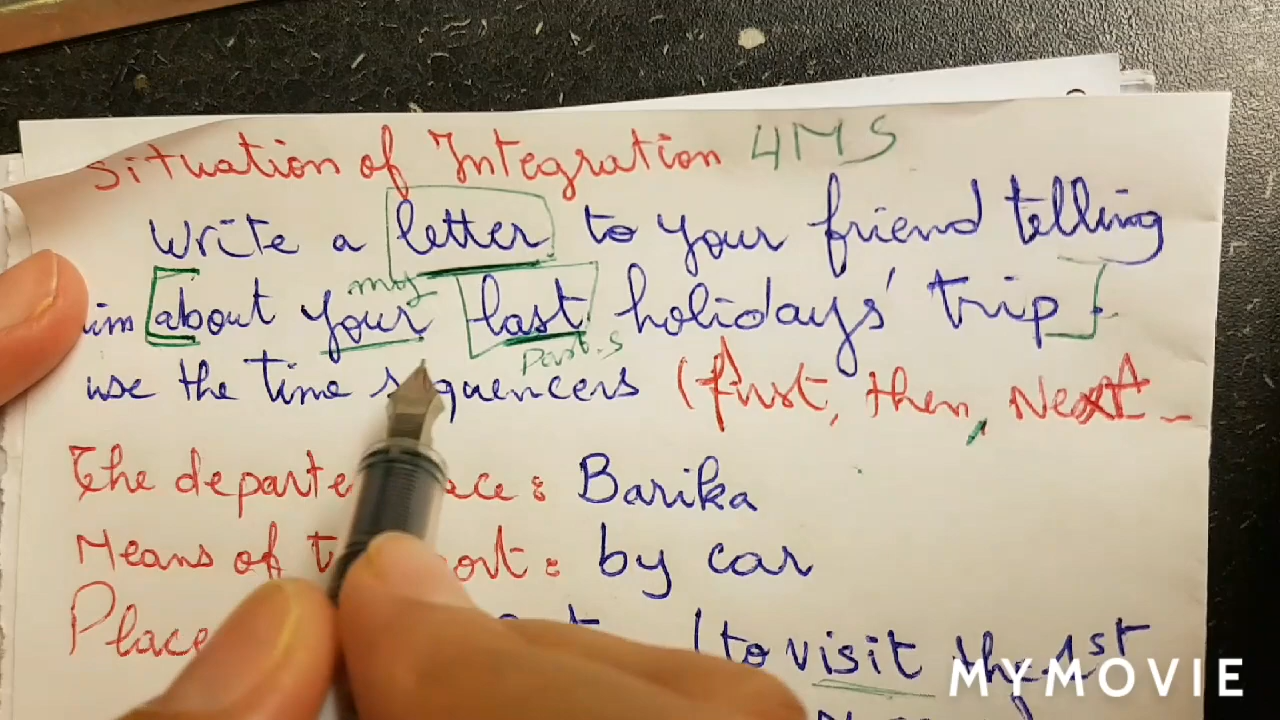 Situation of Integration 4MS
Write a letter to your friend telling
im about your last holidays' trip
my
past.s
use the time sequencers (first, then, Next
The departe ace: Barika
Means of t ort: by car
Place (to visit the 1st
MYMOVIE